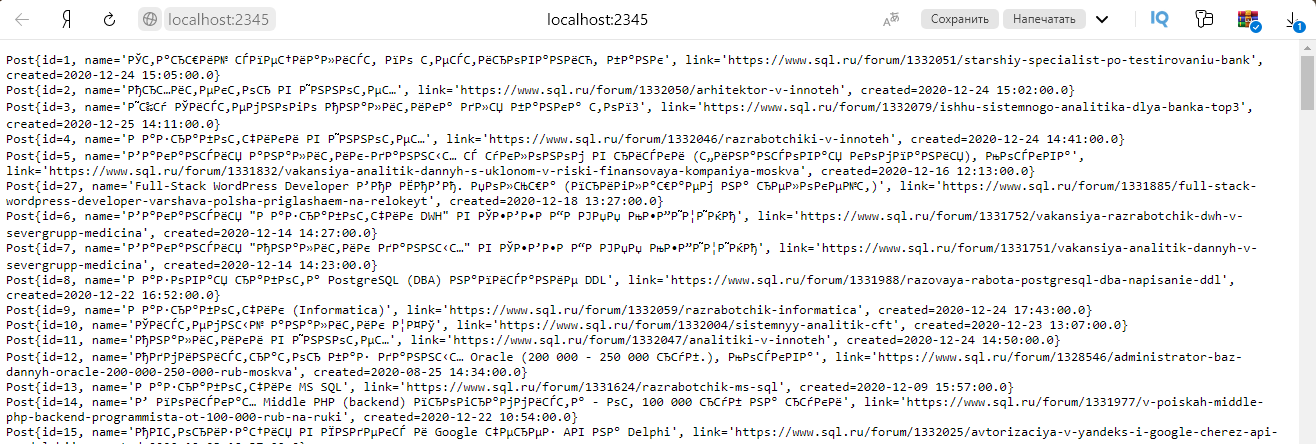 localhost:2345
localhost:2345
Сохранить
Напечатать
IQ
1
Post{id=1, name='РЎС‚Р°СЂС€РёР№ СЃРїРµС†РёР°Р»РёСЃС‚ РїРѕ С‚РµСЃС‚РёСЂРѕРІР°РЅРёСЋ, Р±Р°РЅРє', link='https://www.sql.ru/forum/1332051/starshiy-specialist-po-testirovaniu-bank',
created=2020-12-24 15:05:00.0}
Post{id=2, name='РђСЂС…РёС‚РµРєС‚РѕСЂ РІ Р˜РЅРЅРѕС‚РµС…', link='https://www.sql.ru/forum/1332050/arhitektor-v-innoteh', created=2020-12-24 15:02:00.0}
Post{id=3, name='Р˜С‰Сѓ РЎРёСЃС‚РµРјРЅРѕРіРѕ РђРЅР°Р»РёС‚РёРєР° РґР»СЏ Р±Р°РЅРєР° С‚РѕРї3', link='https://www.sql.ru/forum/1332079/ishhu-sistemnogo-analitika-dlya-banka-top3',
created=2020-12-25 14:11:00.0}
Post{id=4, name='Р Р°Р·СЂР°Р±РѕС‚С‡РёРєРё РІ Р˜РЅРЅРѕС‚РµС…', link='https://www.sql.ru/forum/1332046/razrabotchiki-v-innoteh', created=2020-12-24 14:41:00.0}
Post{id=5, name='Р’Р°РєР°РЅСЃРёСЏ Р°РЅР°Р»РёС‚РёРє-РґР°РЅРЅС‹С… СЃ СѓРєР»РѕРЅРѕРј РІ СЂРёСЃРєРё (С„РёРЅР°РЅСЃРѕРІР°СЏ РєРѕРјРїР°РЅРёСЏ), РњРѕСЃРєРІР°',
link='https://www.sql.ru/forum/1331832/vakansiya-analitik-dannyh-s-uklonom-v-riski-finansovaya-kompaniya-moskva', created=2020-12-16 12:13:00.0}
Post{id=27, name='Full-Stack WordPress Developer Р’РђР РЁРђР’Рђ. РџРѕР»СЊС€Р° (РїСЂРёРіР»Р°С€Р°РµРј РЅР° СЂРµР»РѕРєРµР№С‚)', link='https://www.sql.ru/forum/1331885/full-stack-
wordpress-developer-varshava-polsha-priglashaem-na-relokeyt', created=2020-12-18 13:27:00.0}
Post{id=6, name='Р’Р°РєР°РЅСЃРёСЏ "Р Р°Р·СЂР°Р±РѕС‚С‡РёРє DWH" РІ РЎР•Р’Р•Р Р“Р РЈРџРџ РњР•Р”Р˜Р¦Р˜РќРђ', link='https://www.sql.ru/forum/1331752/vakansiya-razrabotchik-dwh-v-
severgrupp-medicina', created=2020-12-14 14:27:00.0}
Post{id=7, name='Р’Р°РєР°РЅСЃРёСЏ "РђРЅР°Р»РёС‚РёРє РґР°РЅРЅС‹С…" РІ РЎР•Р’Р•Р Р“Р РЈРџРџ РњР•Р”Р˜Р¦Р˜РќРђ', link='https://www.sql.ru/forum/1331751/vakansiya-analitik-dannyh-v-
severgrupp-medicina', created=2020-12-14 14:23:00.0}
Post{id=8, name='Р Р°Р·РѕРІР°СЏ СЂР°Р±РѕС‚Р° PostgreSQL (DBA) РЅР°РїРёСЃР°РЅРёРµ DDL', link='https://www.sql.ru/forum/1331988/razovaya-rabota-postgresql-dba-napisanie-ddl',
created=2020-12-22 16:52:00.0}
Post{id=9, name='Р Р°Р·СЂР°Р±РѕС‚С‡РёРє (Informatica)', link='https://www.sql.ru/forum/1332059/razrabotchik-informatica', created=2020-12-24 17:43:00.0}
Post{id=10, name='РЎРёСЃС‚РµРјРЅС‹Р№ Р°РЅР°Р»РёС‚РёРє Р¦Р¤Рў', link='https://www.sql.ru/forum/1332004/sistemnyy-analitik-cft', created=2020-12-23 13:07:00.0}
Post{id=11, name='РђРЅР°Р»РёС‚РёРєРё РІ Р˜РЅРЅРѕС‚РµС…', link='https://www.sql.ru/forum/1332047/analitiki-v-innoteh', created=2020-12-24 14:50:00.0}
Post{id=12, name='РђРґРјРёРЅРёСЃС‚СЂР°С‚РѕСЂ Р±Р°Р· РґР°РЅРЅС‹С… Oracle (200 000 - 250 000 СЂСѓР±.), РњРѕСЃРєРІР°', link='https://www.sql.ru/forum/1328546/administrator-baz-
dannyh-oracle-200-000-250-000-rub-moskva', created=2020-08-25 14:34:00.0}
Post{id=13, name='Р Р°Р·СЂР°Р±РѕС‚С‡РёРє MS SQL', link='https://www.sql.ru/forum/1331624/razrabotchik-ms-sql', created=2020-12-09 15:57:00.0}
Post{id=14, name='Р’ РїРѕРёСЃРєР°С… Middle PHP (backend) РїСЂРѕРіСЂР°РјРјРёСЃС‚Р° - РѕС‚ 100 000 СЂСѓР± РЅР° СЂСѓРєРё', link='https://www.sql.ru/forum/1331977/v-poiskah-middle-
php-backend-programmista-ot-100-000-rub-na-ruki', created=2020-12-22 10:54:00.0}
Post{id=15, name='РђРІС‚РѕСЂРёР·Р°С†РёСЏ РІ РЇРЅРґРµРєСЃ Рё Google С‡РµСЂРµР· API РЅР° Delphi', link='https://www.sql.ru/forum/1332025/avtorizaciya-v-yandeks-i-google-cherez-api-